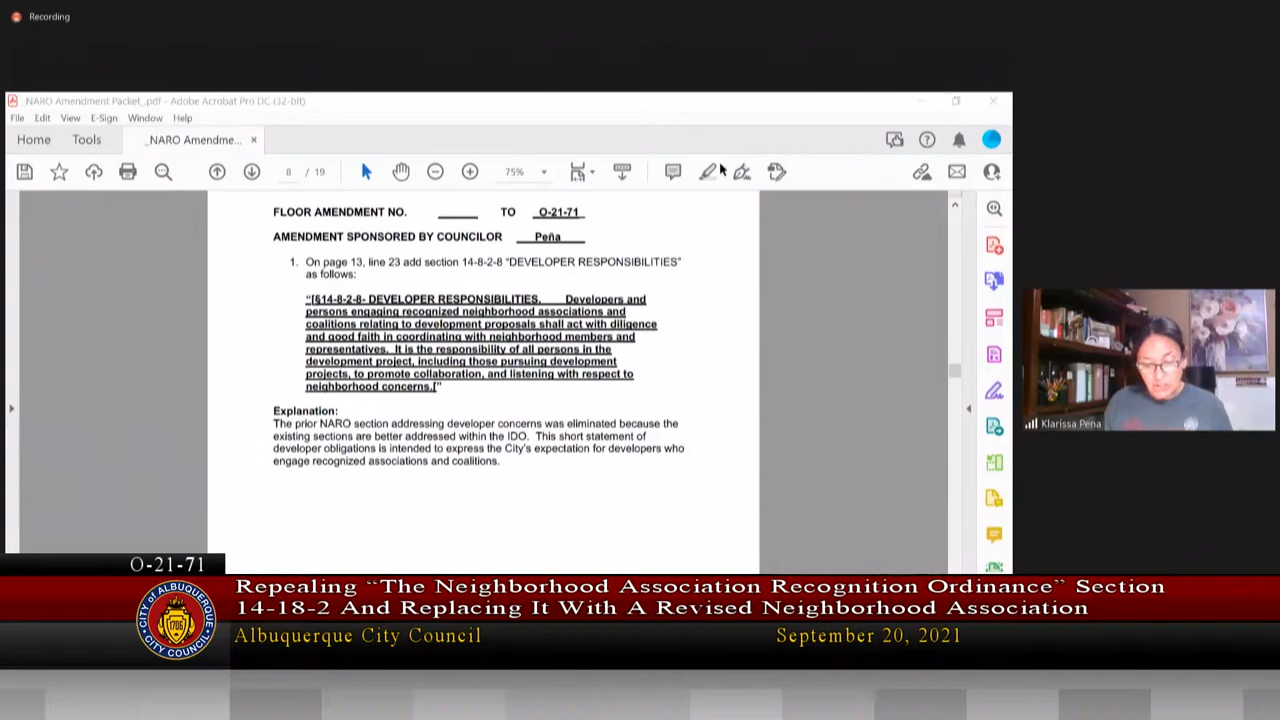 Recording
_NARO Amendment Packet_.pdf - Adobe Acrobat Pro DC (32-bit)
File Edit View E-Sign Window Help
Home Tools _NARO Amendme... ×
8 / 19 75%
FLOOR AMENDMENT NO. ______ TO O-21-71
AMENDMENT SPONSORED BY COUNCILOR Peña
1. On page 13, line 23 add section 14-8-2-8 “DEVELOPER RESPONSIBILITIES”
as follows:
“[§14-8-2-8- DEVELOPER RESPONSIBILITIES. Developers and
persons engaging recognized neighborhood associations and
coalitions relating to development proposals shall act with diligence
and good faith in coordinating with neighborhood members and
representatives. It is the responsibility of all persons in the
development project, including those pursuing development
projects, to promote collaboration, and listening with respect to
neighborhood concerns.[”
Explanation:
The prior NARO section addressing developer concerns was eliminated because the
existing sections are better addressed within the IDO. This short statement of
developer obligations is intended to express the City's expectation for developers who
engage recognized associations and coalitions.
Klarissa Pena
O-21-71
Repealing “The Neighborhood Association Recognition Ordinance” Section
14-18-2 And Replacing It With A Revised Neighborhood Association
Albuquerque City Council September 20, 2021
CITY OF ALBUQUERQUE
1706
CITY COUNCIL